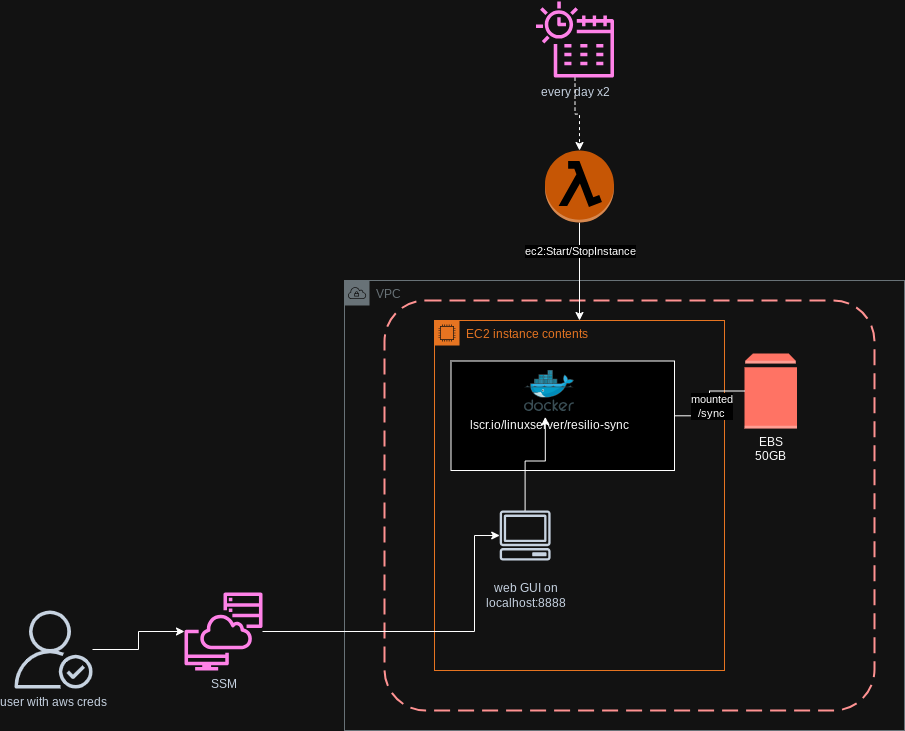 every day x2
ec2:Start/StopInstance
VPC
EC2 instance contents
docker
lscr.io/linuxserver/resilio-sync
mounted
/sync
EBS
50GB
web GUI on
localhost:8888
SSM
user with aws creds